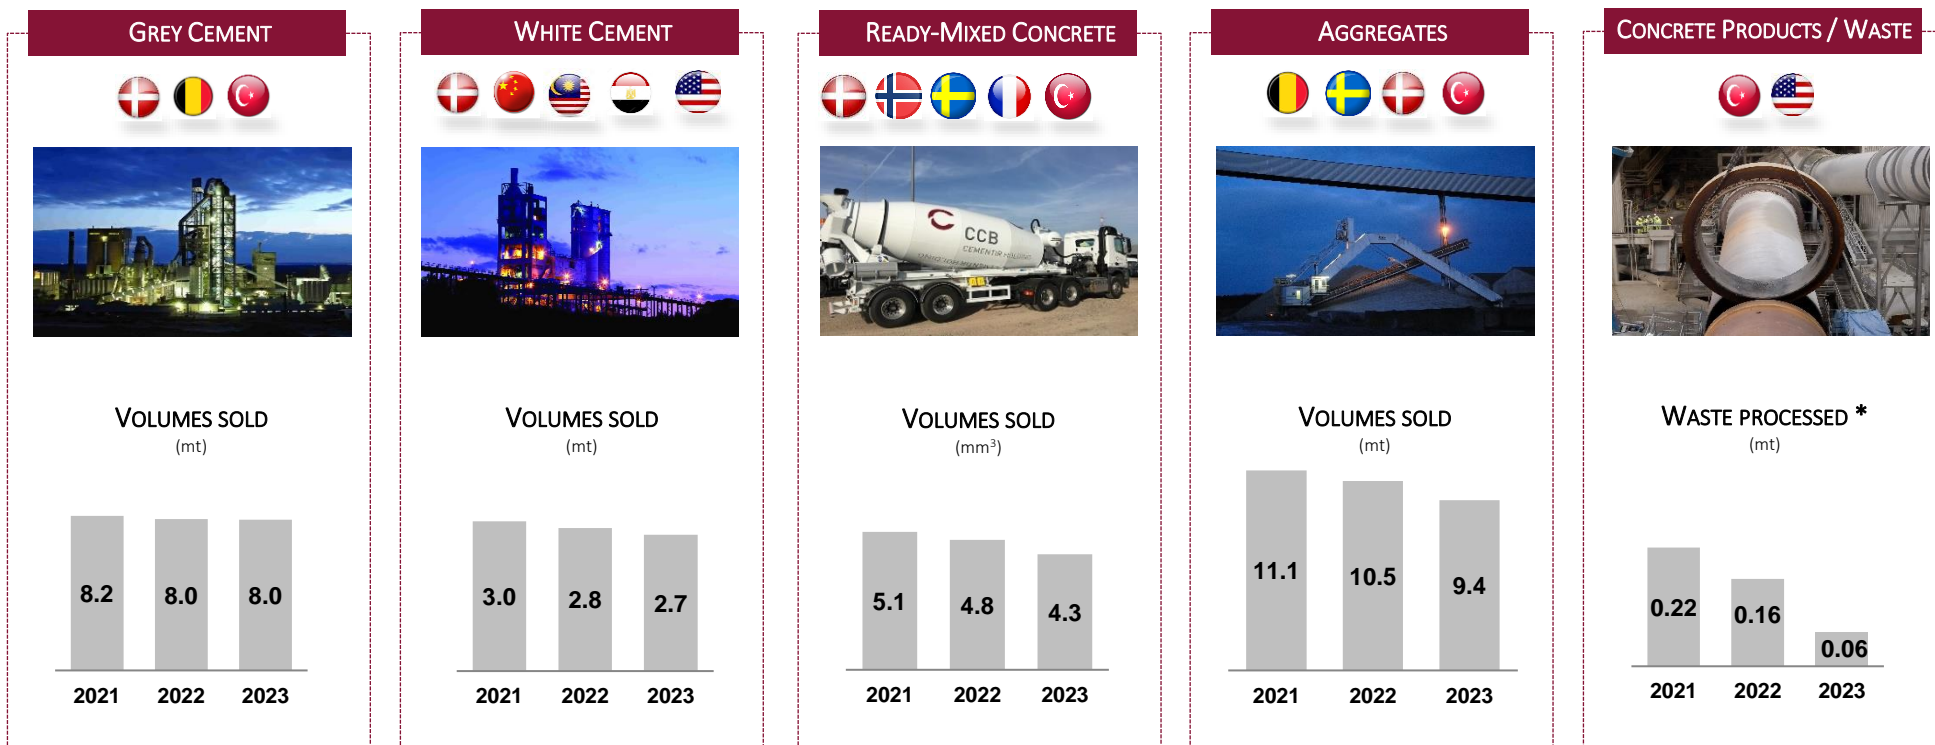 GREY CEMENT
VOLUMES SOLD
(mt)
8.2
8.0
8.0
2021
2022
2023
WHITE CEMENT
VOLUMES SOLD
(mt)
3.0
2.8
2.7
2021
2022
2023
READY-MIXED CONCRETE
CCB
CEMENTIR HOLDING
VOLUMES SOLD
(mm³)
5.1
4.8
4.3
2021
2022
2023
AGGREGATES
VOLUMES SOLD
(mt)
11.1
10.5
9.4
2021
2022
2023
CONCRETE PRODUCTS / WASTE
WASTE PROCESSED *
(mt)
0.22
0.16
0.06
2021
2022
2023